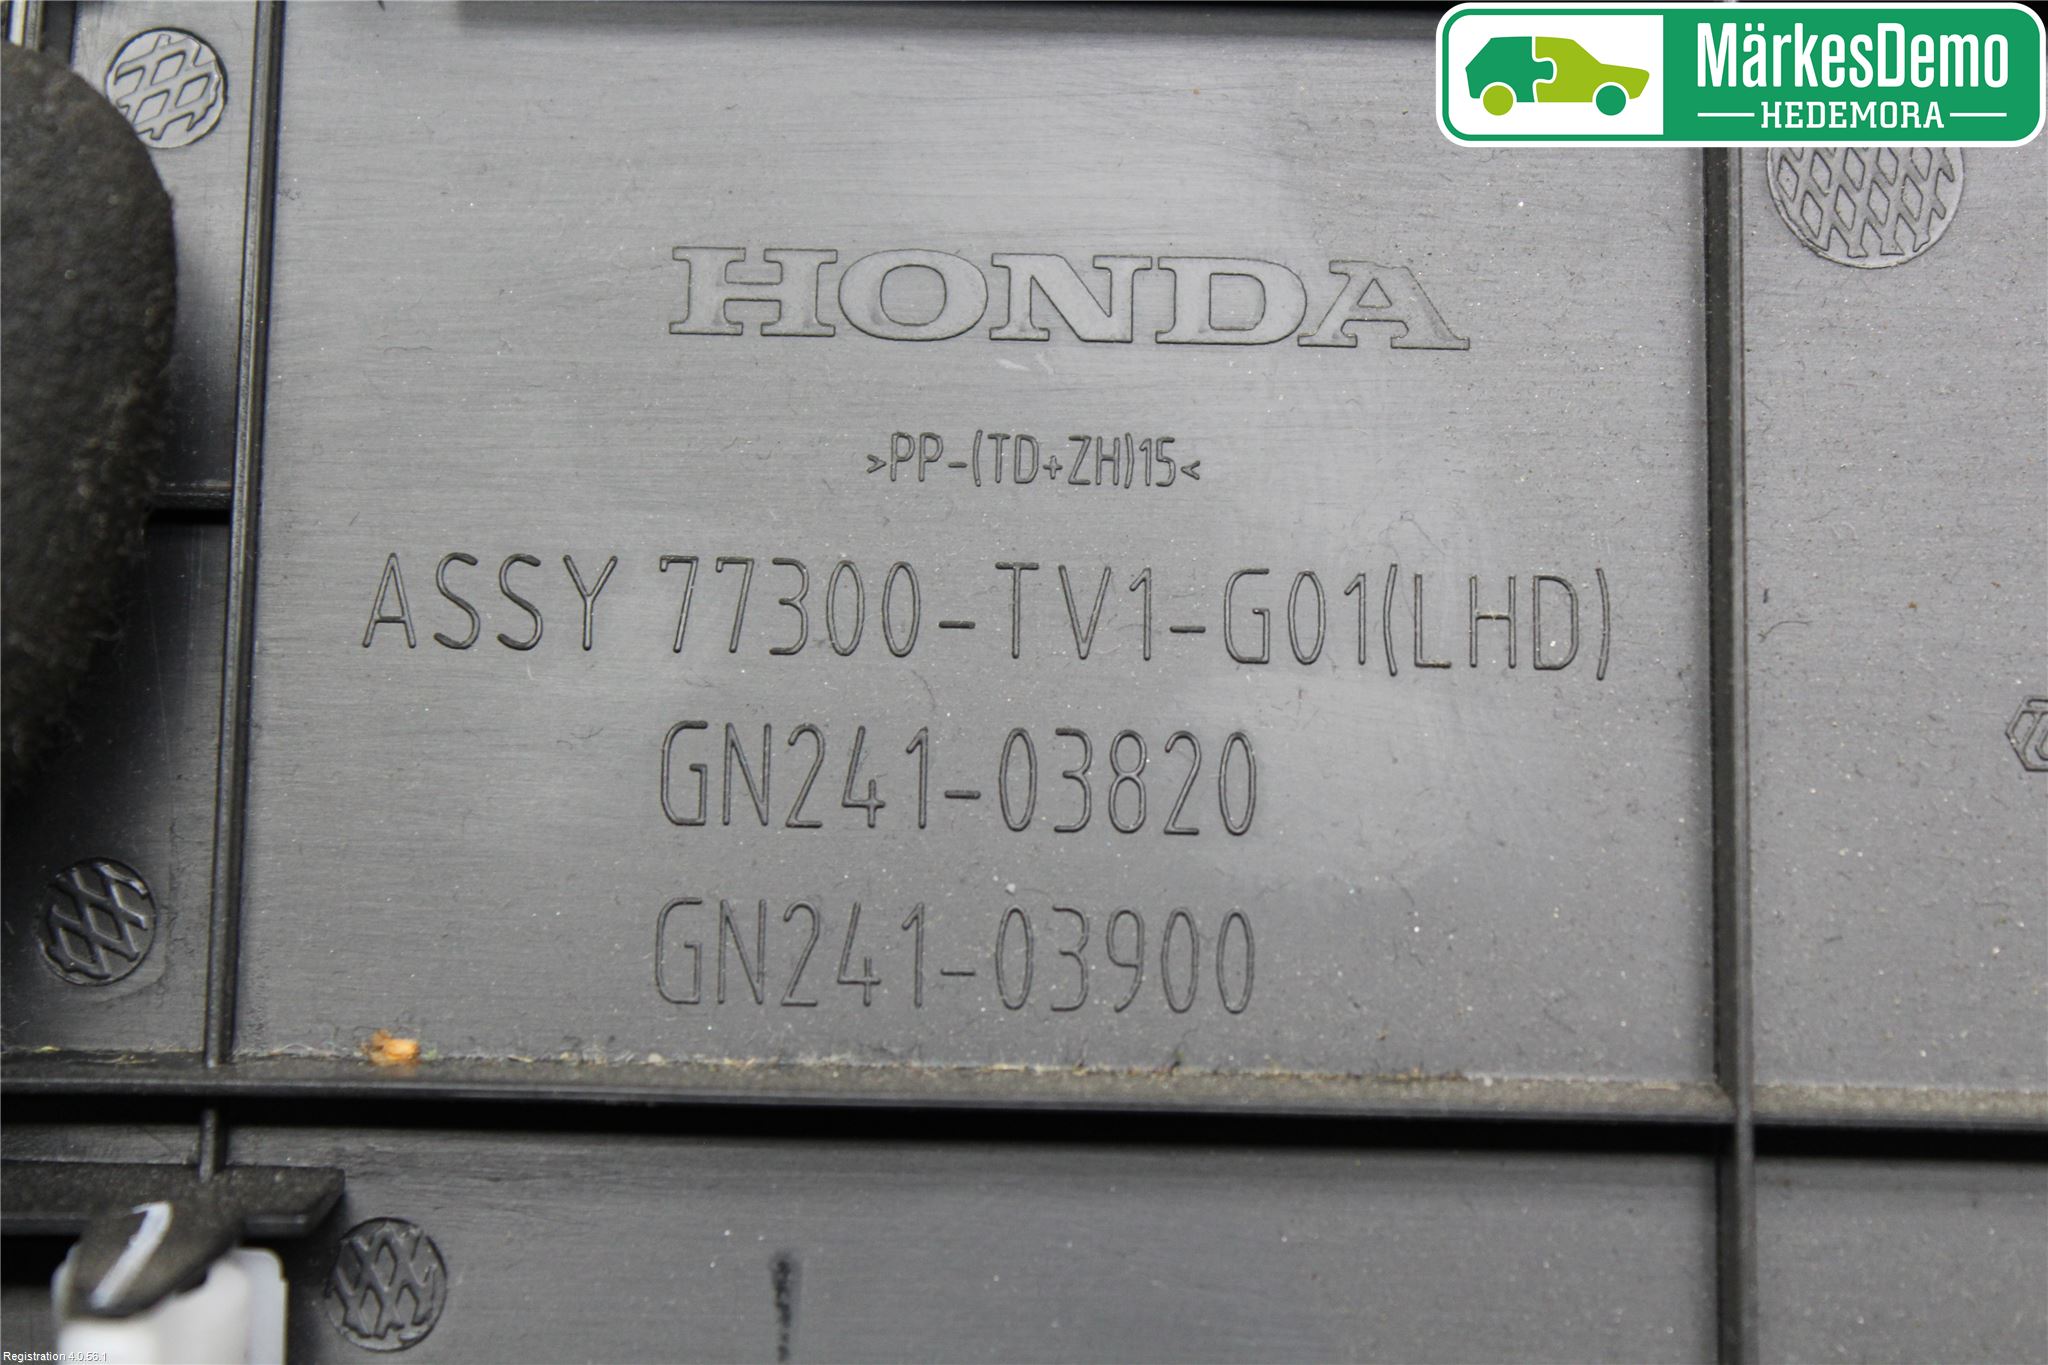 MärkesDemo
HEDEMORA
HONDA
>PP-(TD+ZH)15<
ASSY 77300-TV1-G01(LHD)
GN241-03820
GN241-03900
Registration 4.0.56.1